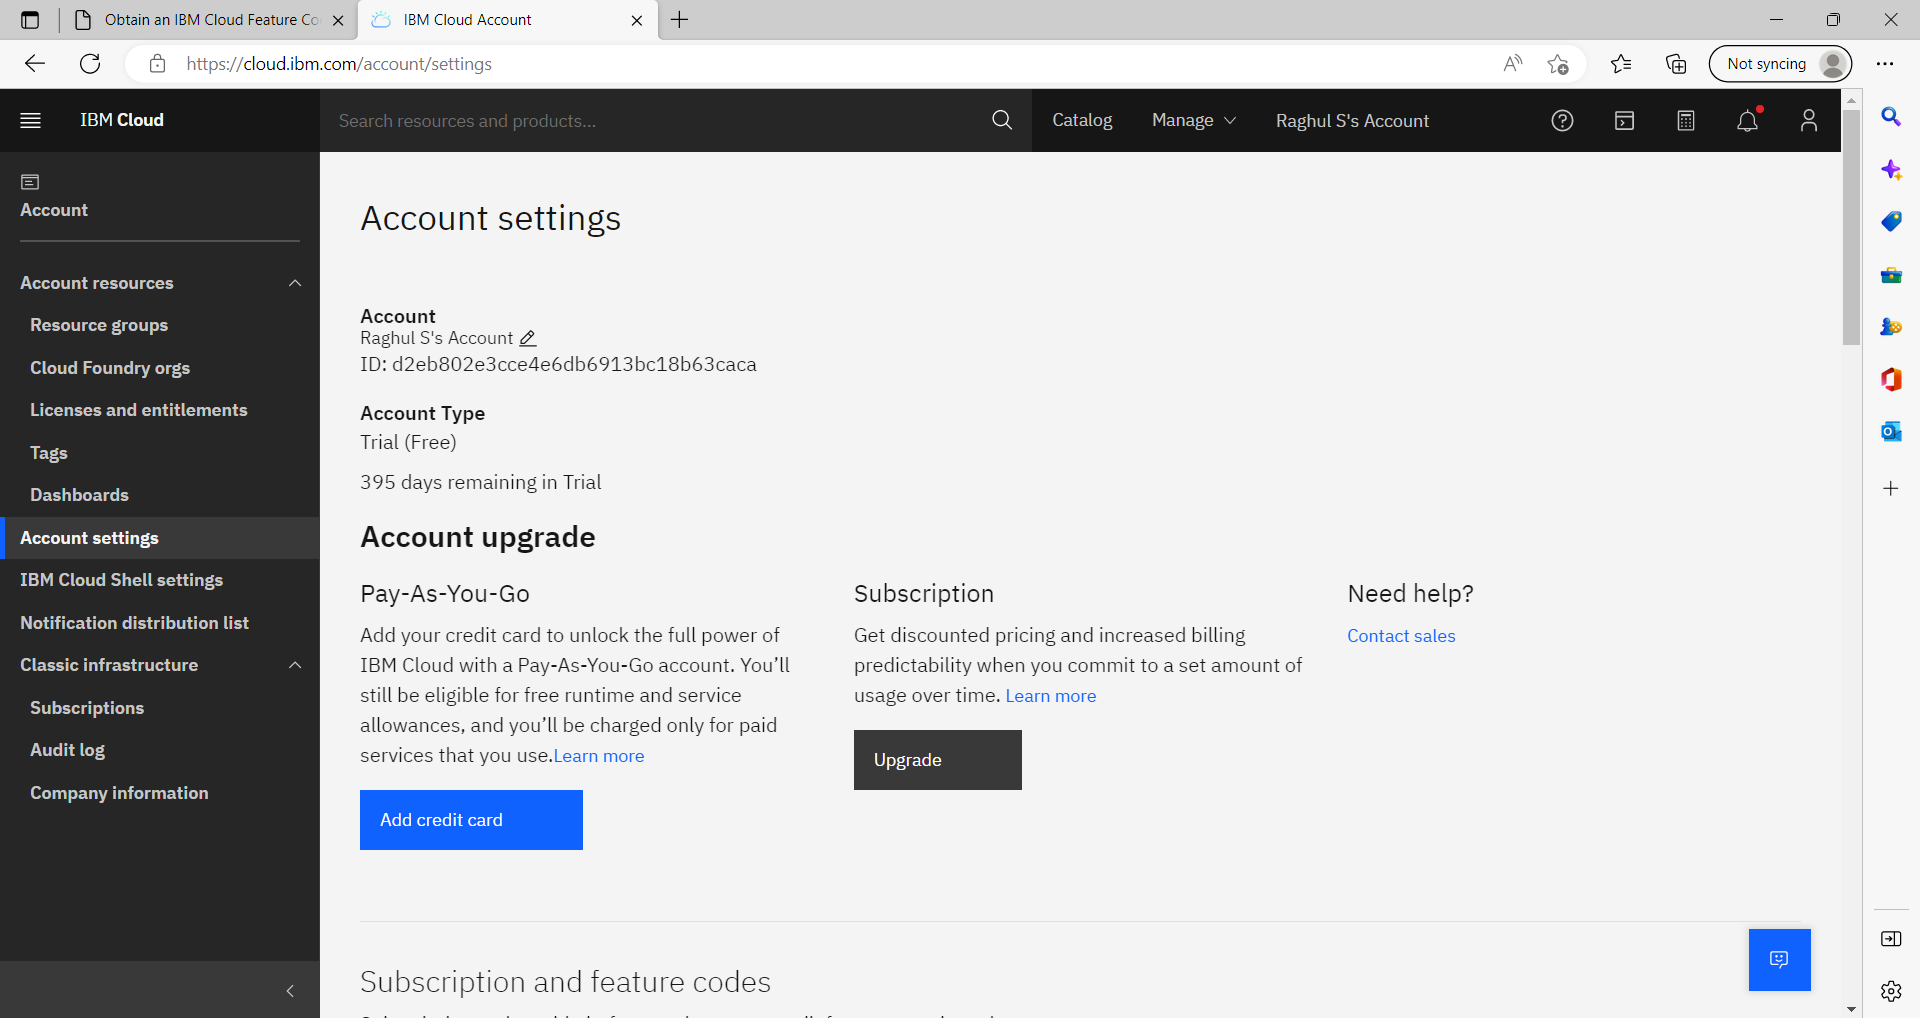 Obtain an IBM Cloud Feature Co
IBM Cloud Account
https://cloud.ibm.com/account/settings
Not syncing
IBM Cloud
Search resources and products...
Catalog
Manage
Raghul S's Account
Account
Account resources
Resource groups
Cloud Foundry orgs
Licenses and entitlements
Tags
Dashboards
Account settings
IBM Cloud Shell settings
Notification distribution list
Classic infrastructure
Subscriptions
Audit log
Company information
Account settings
Account
Raghul S's Account
ID: d2eb802e3cce4e6db6913bc18b63caca
Account Type
Trial (Free)
395 days remaining in Trial
Account upgrade
Pay-As-You-Go
Add your credit card to unlock the full power of
IBM Cloud with a Pay-As-You-Go account. You’ll
still be eligible for free runtime and service
allowances, and you’ll be charged only for paid
services that you use.Learn more
Add credit card
Subscription
Get discounted pricing and increased billing
predictability when you commit to a set amount of
usage over time. Learn more
Upgrade
Need help?
Contact sales
Subscription and feature codes